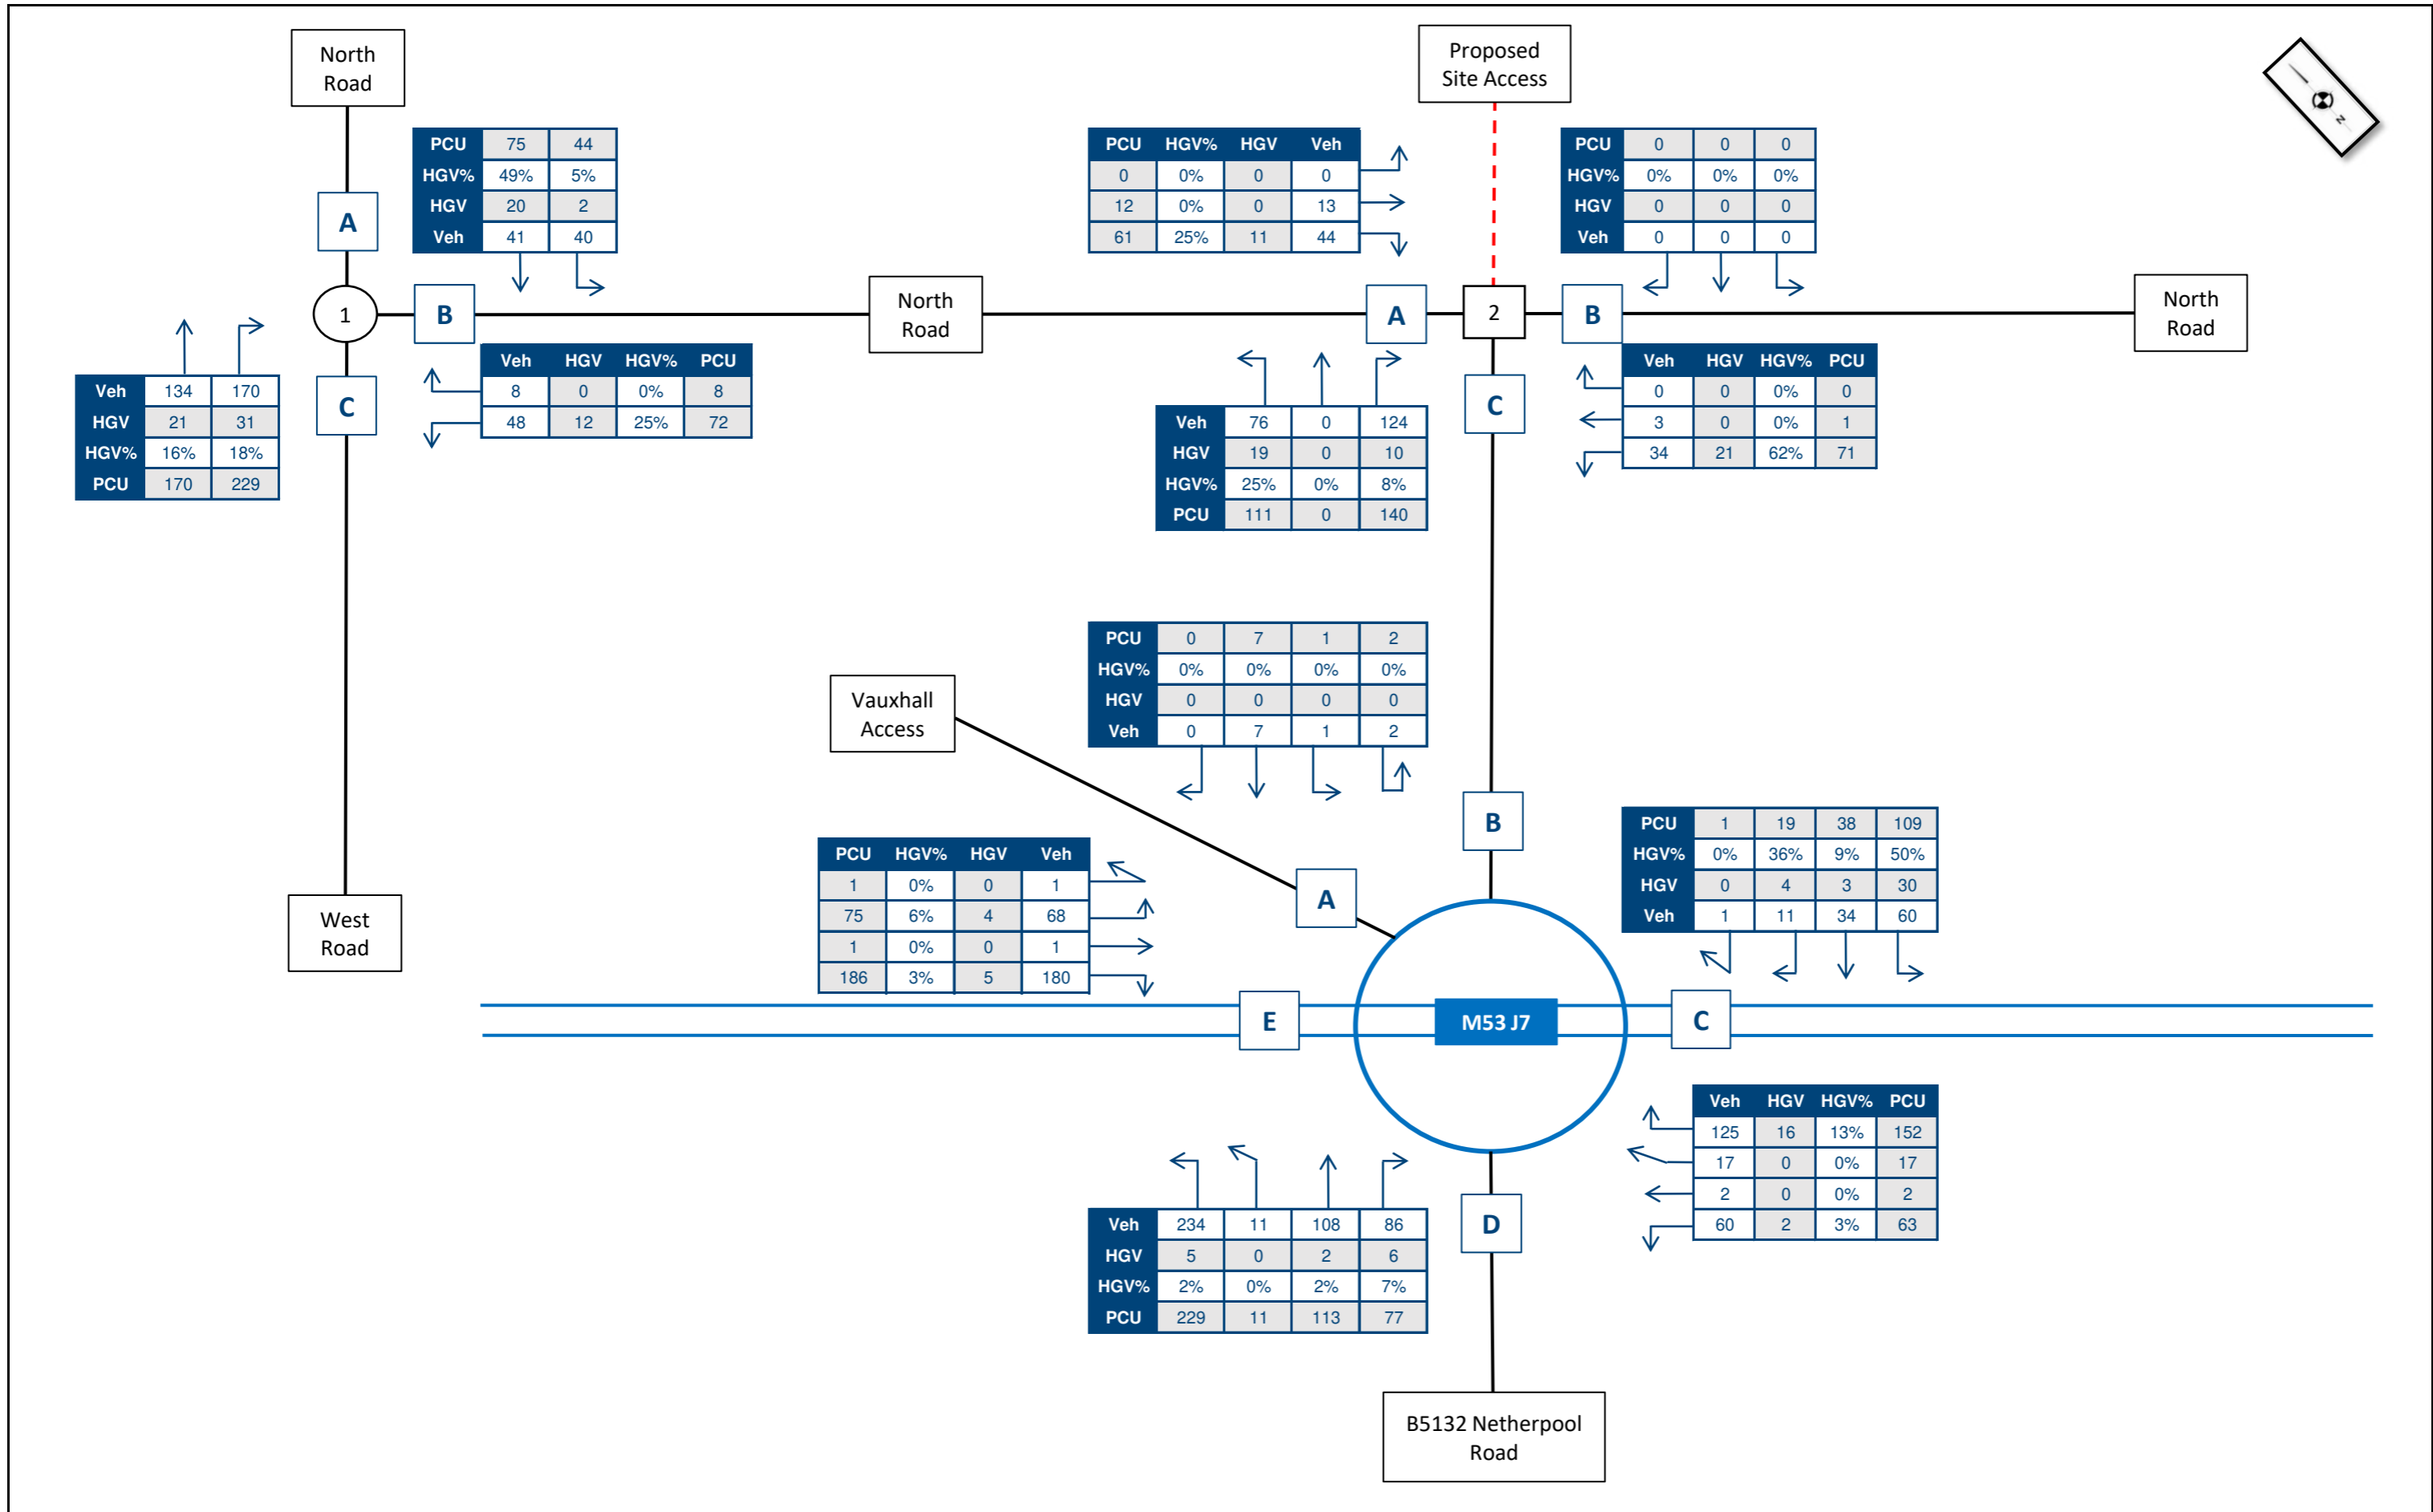 North
Road
Proposed
Site Access
N
PCU 75 44
HGV% 49% 5%
HGV 20 2
Veh 41 40
PCU HGV% HGV Veh
0 0% 0 0
12 0% 0 13
61 25% 11 44
PCU 0 0 0
HGV% 0% 0% 0%
HGV 0 0 0
Veh 0 0 0
A
1
B
North
Road
A
2
B
North
Road
Veh 134 170
HGV 21 31
HGV% 16% 18%
PCU 170 229
C
Veh HGV HGV% PCU
8 0 0% 8
48 12 25% 72
Veh 76 0 124
HGV 19 0 10
HGV% 25% 0% 8%
PCU 111 0 140
C
Veh HGV HGV% PCU
0 0 0% 0
3 0 0% 1
34 21 62% 71
PCU 0 7 1 2
HGV% 0% 0% 0% 0%
HGV 0 0 0 0
Veh 0 7 1 2
Vauxhall
Access
B
PCU HGV% HGV Veh
1 0% 0 1
75 6% 4 68
1 0% 0 1
186 3% 5 180
A
PCU 1 19 38 109
HGV% 0% 36% 9% 50%
HGV 0 4 3 30
Veh 1 11 34 60
West
Road
E
M53 J7
C
Veh HGV HGV% PCU
125 16 13% 152
17 0 0% 17
2 0 0% 2
60 2 3% 63
Veh 234 11 108 86
HGV 5 0 2 6
HGV% 2% 0% 2% 7%
PCU 229 11 113 77
D
B5132 Netherpool
Road